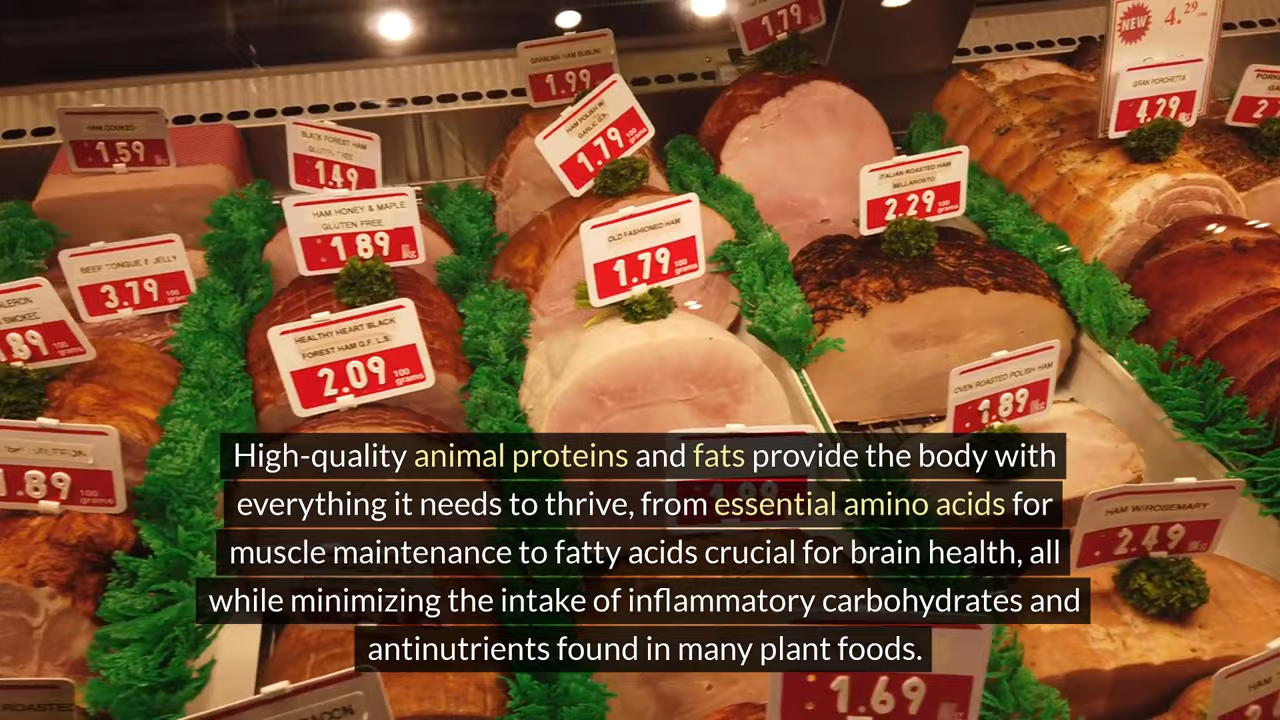 1.79
4.29
NEW
GRANDMA HAM BUBLINI
1.99
GRAN PORCHETTA
4.29
HAM COOKED
1.59
BLACK FOREST HAM
GLUTEN FREE
1.49
HAM POLISH W/
GARLIC G.F.
1.79 100 grams
ITALIAN ROASTED HAM
BELLAROSTO
2.29 100 grams
HAM HONEY & MAPLE
GLUTEN FREE
1.89
OLD FASHIONED HAM
1.79 100 grams
BEEF TONGUE & JELLY
3.79 100
HEALTHY HEART BLACK
FOREST HAM G.F. L.S.
2.09 100 grams
OVEN ROASTED POLISH HAM
1.89
.89 100 grams
HAM W/ROSEMARY
2.49
High-quality animal proteins and fats provide the body with
everything it needs to thrive, from essential amino acids for
muscle maintenance to fatty acids crucial for brain health, all
while minimizing the intake of inflammatory carbohydrates and
antinutrients found in many plant foods.
1.69
ROASTED
HAM